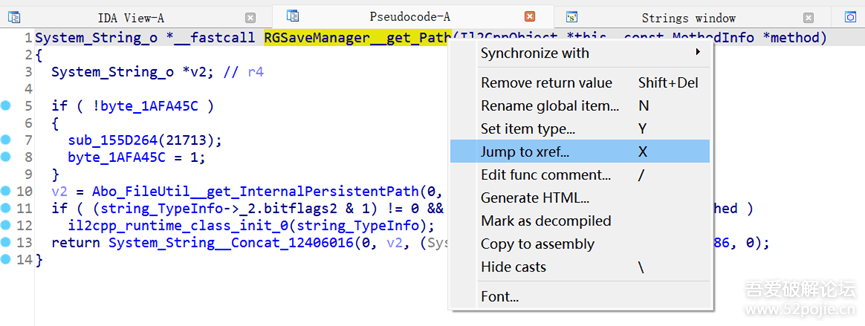 IDA View-A Pseudocode-A Strings window
1 System_String_o *__fastcall RGSaveManager__get_Path(Il2CppObject *this, const MethodInfo *method)
2 {
3 System_String_o *v2; // r4
4
5 if ( !byte_1AFA45C )
6 {
7 sub_155D264(21713);
8 byte_1AFA45C = 1;
9 }
10 v2 = Abo_FileUtil__get_InternalPersistentPath(0,
11 if ( (string_TypeInfo->_2.bitflags2 & 1) != 0 && hed )
12 il2cpp_runtime_class_init_0(string_TypeInfo);
13 return System_String__Concat_12406016(0, v2, (Sys 86, 0);
14 }
Synchronize with
Remove return value Shift+Del
Rename global item... N
Set item type... Y
Jump to xref... X
Edit func comment... /
Generate HTML...
Mark as decompiled
Copy to assembly
Hide casts \
Font...
吾爱破解论坛
www.52pojie.cn